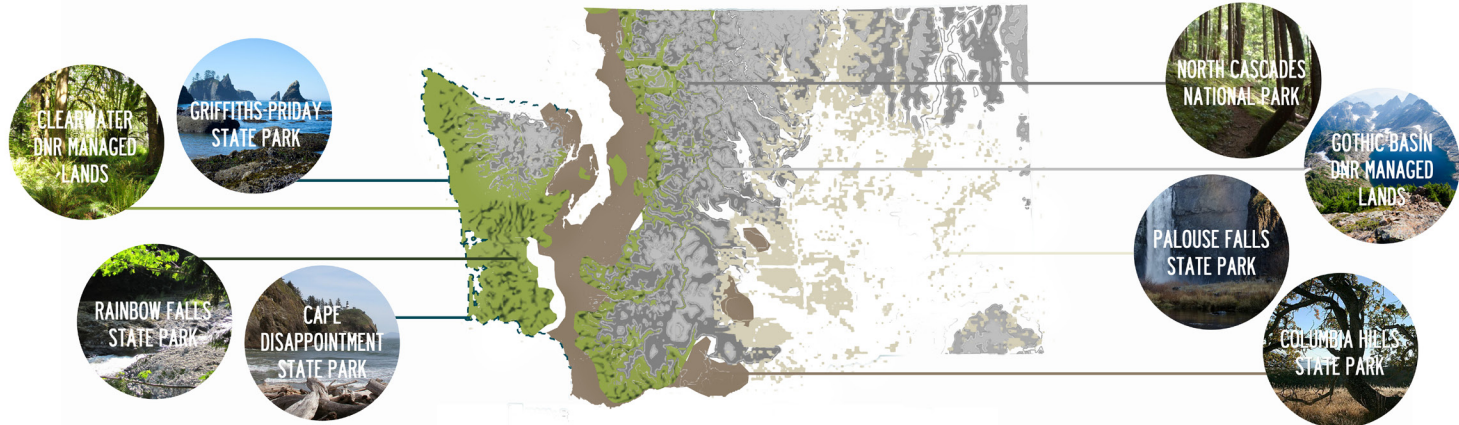 CLEARWATER
DNR MANAGED
LANDS
GRIFFITHS-PRIDAY
STATE PARK
RAINBOW FALLS
STATE PARK
CAPE
DISAPPOINTMENT
STATE PARK
NORTH CASCADES
NATIONAL PARK
GOTHIC BASIN
DNR MANAGED
LANDS
PALOUSE FALLS
STATE PARK
COLUMBIA HILLS
STATE PARK